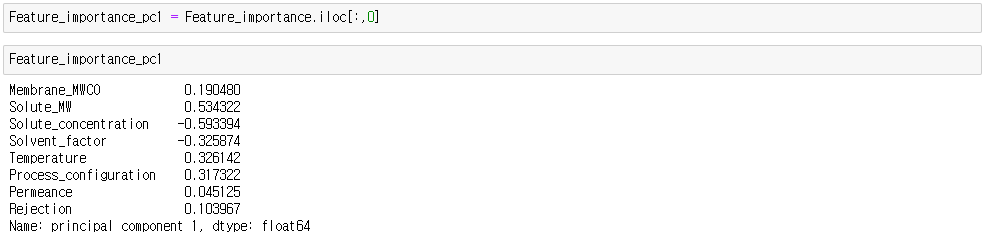 Feature_importance_pc1 = Feature_importance.iloc[:,0]
Feature_importance_pc1
Membrane_MWCO 0.190480
Solute_MW 0.534322
Solute_concentration -0.593394
Solvent_factor -0.325874
Temperature 0.326142
Process_configuration 0.317322
Permeance 0.045125
Rejection 0.103967
Name: principal component 1, dtype: float64